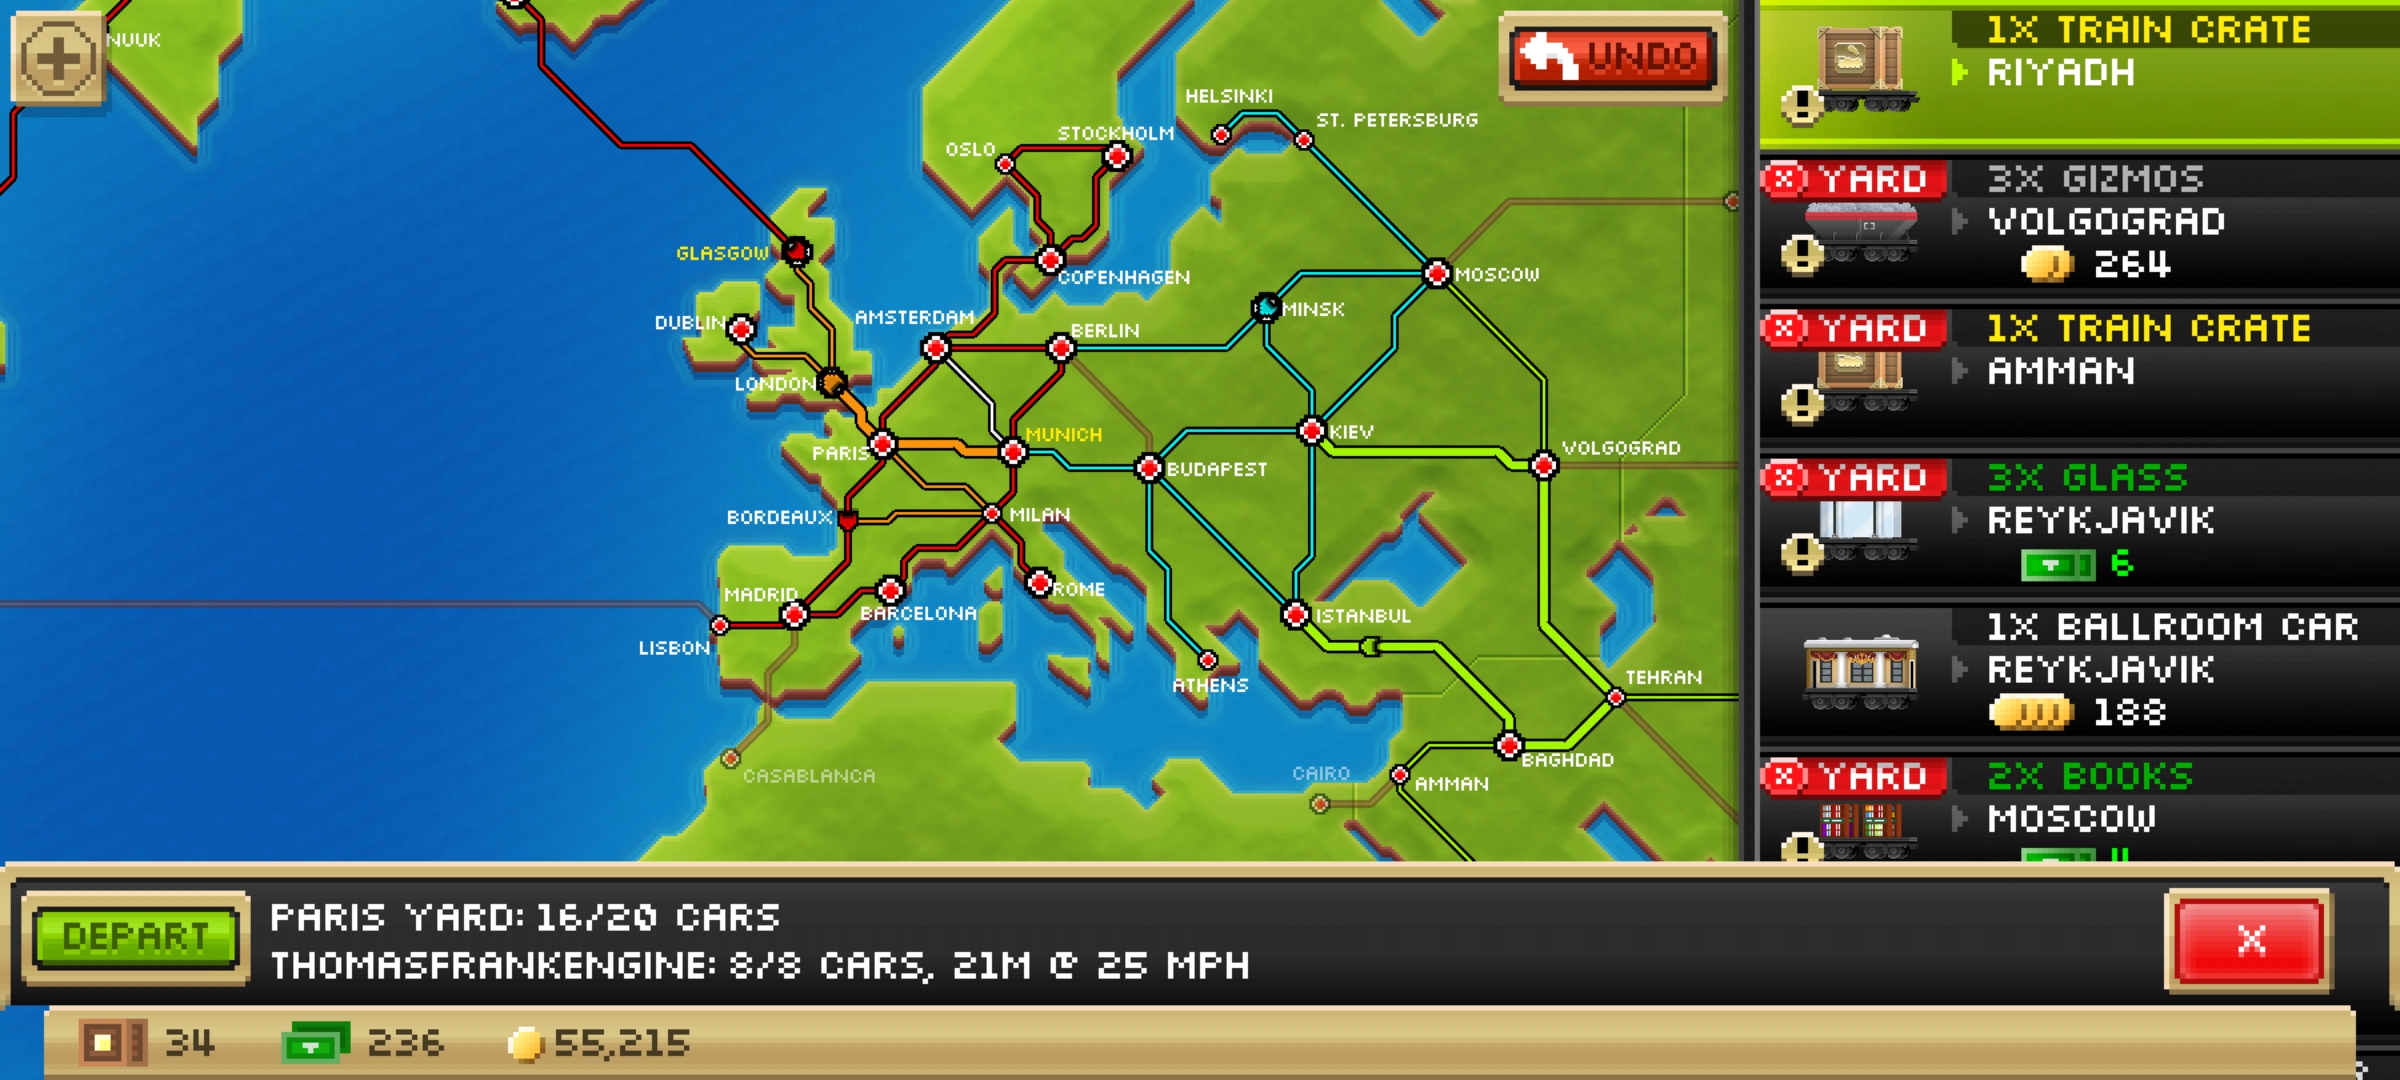 NUUK
UNDO
HELSINKI
ST. PETERSBURG
STOCKHOLM
OSLO
GLASGOW
COPENHAGEN
MOSCOW
DUBLIN
AMSTERDAM
BERLIN
MINSK
LONDON
MUNICH
KIEV
VOLGOGRAD
PARIS
BUDAPEST
BORDEAUX
MILAN
MADRID
ROME
BARCELONA
ISTANBUL
LISBON
ATHENS
TEHRAN
CASABLANCA
CAIRO
AMMAN
BAGHDAD
1X TRAIN CRATE
RIYADH
YARD
3X GIZMOS
VOLGOGRAD
264
YARD
1X TRAIN CRATE
AMMAN
YARD
3X GLASS
REYKJAVIK
6
1X BALLROOM CAR
REYKJAVIK
188
YARD
2X BOOKS
MOSCOW
DEPART
PARIS YARD: 16/20 CARS
THOMASFRANKENGINE: 8/8 CARS, 21M @ 25 MPH
X
34
236
55,215